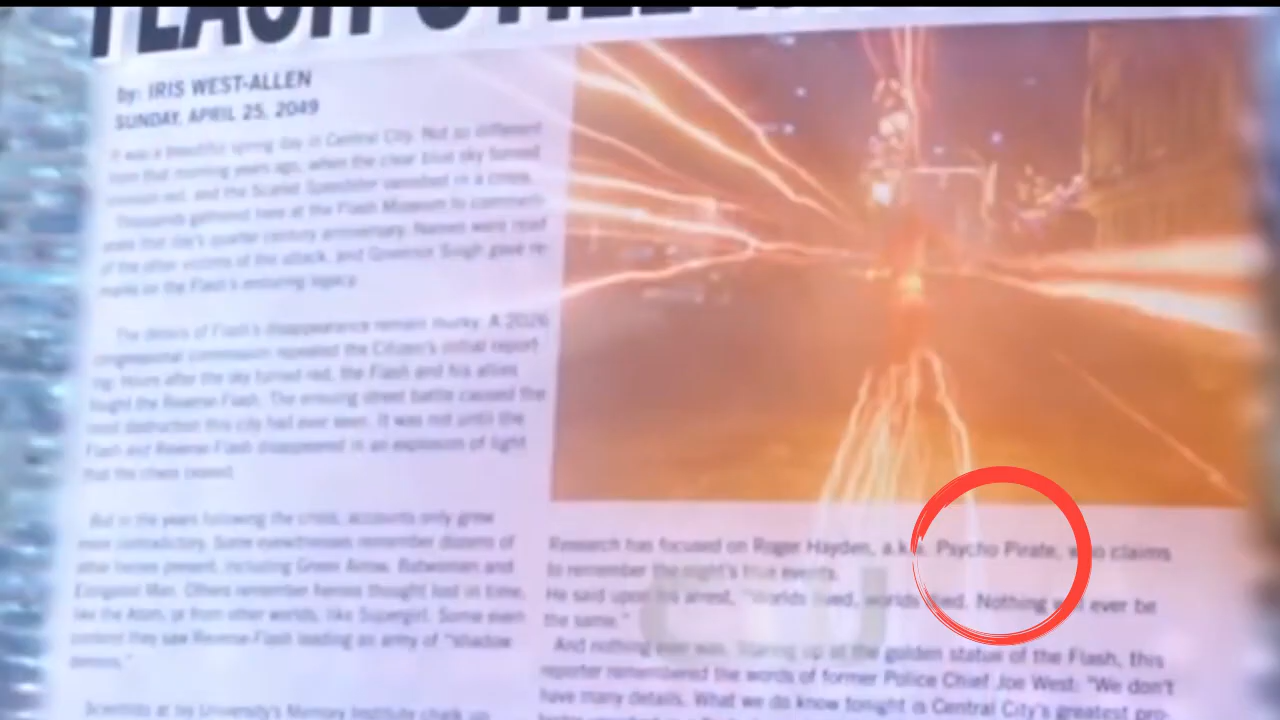 FLASH STILL
by: IRIS WEST-ALLEN
SUNDAY, APRIL 25, 2049
It was a beautiful spring day in Central City. Not so different
from that morning years ago, when the clear blue sky turned
crimson red, and the Scarlet Speedster vanished in a crisis.
Thousands gathered here at the Flash Museum to commem-
orate that day's quarter century anniversary. Names were read
of the other victims of the attack, and Governor Singh gave re-
marks on the Flash's enduring legacy.
The details of Flash's disappearance remain murky. A 2026
congressional commission repeated the Citizen's initial report-
ing: Hours after the sky turned red, the Flash and his allies
fought the Reverse-Flash. The ensuing street battle caused the
most destruction this city had ever seen. It was not until the
Flash and Reverse-Flash disappeared in an explosion of light
that the chaos ceased.
But in the years following the crisis, accounts only grew
more contradictory. Some eyewitnesses remember dozens of
other heroes present, including Green Arrow, Batwoman and
Elongated Man. Others remember heroes thought lost in time,
like the Atom, or from other worlds, like Supergirl. Some even
contend they saw Reverse-Flash leading an army of "shadow
demons."
Scientists at Ivy University's Memory Institute chalk up
Research has focused on Roger Hayden, a.k.a. Psycho Pirate, who claims
to remember the night's true events.
He said upon his arrest, "Worlds lived, worlds died. Nothing will ever be
the same."
And nothing ever was. Staring up at the golden statue of the Flash, this
reporter remembered the words of former Police Chief Joe West: "We don't
have many details. What we do know tonight is Central City's greatest pro-